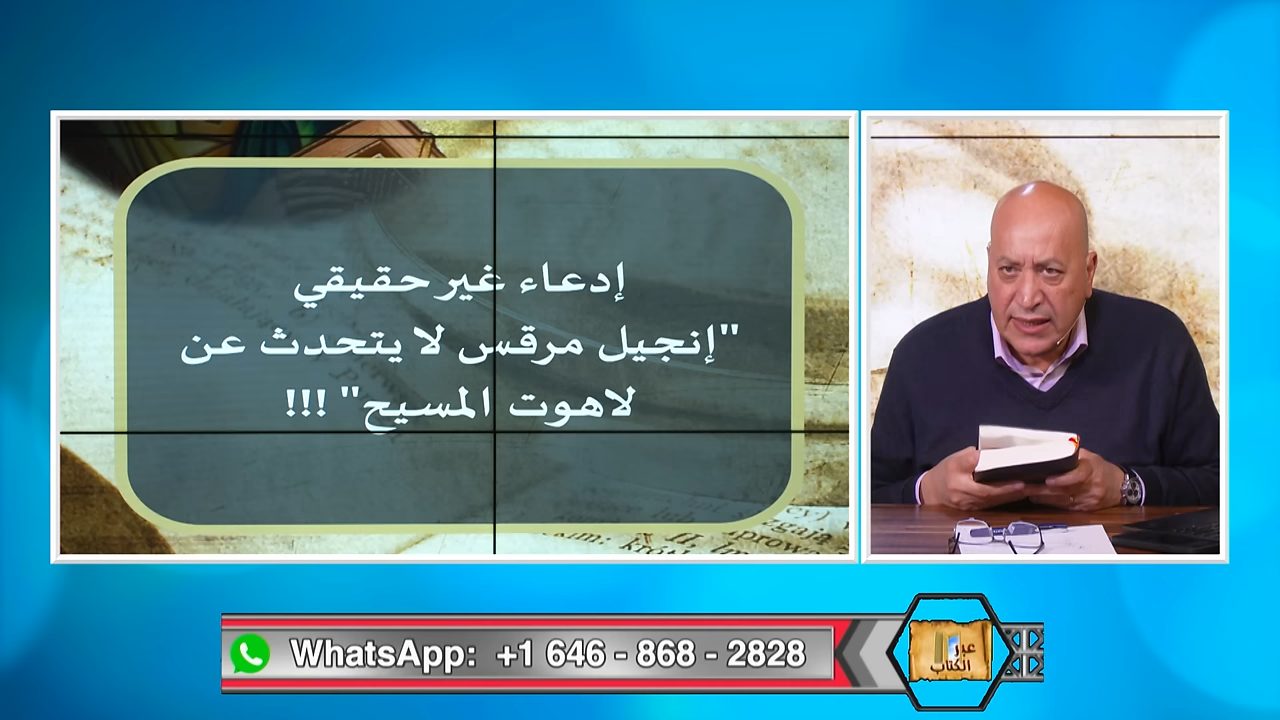 إدعاء غير حقيقي
"إنجيل مرقس لا يتحدث عن
لاهوت المسيح" !!!
WhatsApp: +1 646 - 868 - 2828
عبر
الكتاب